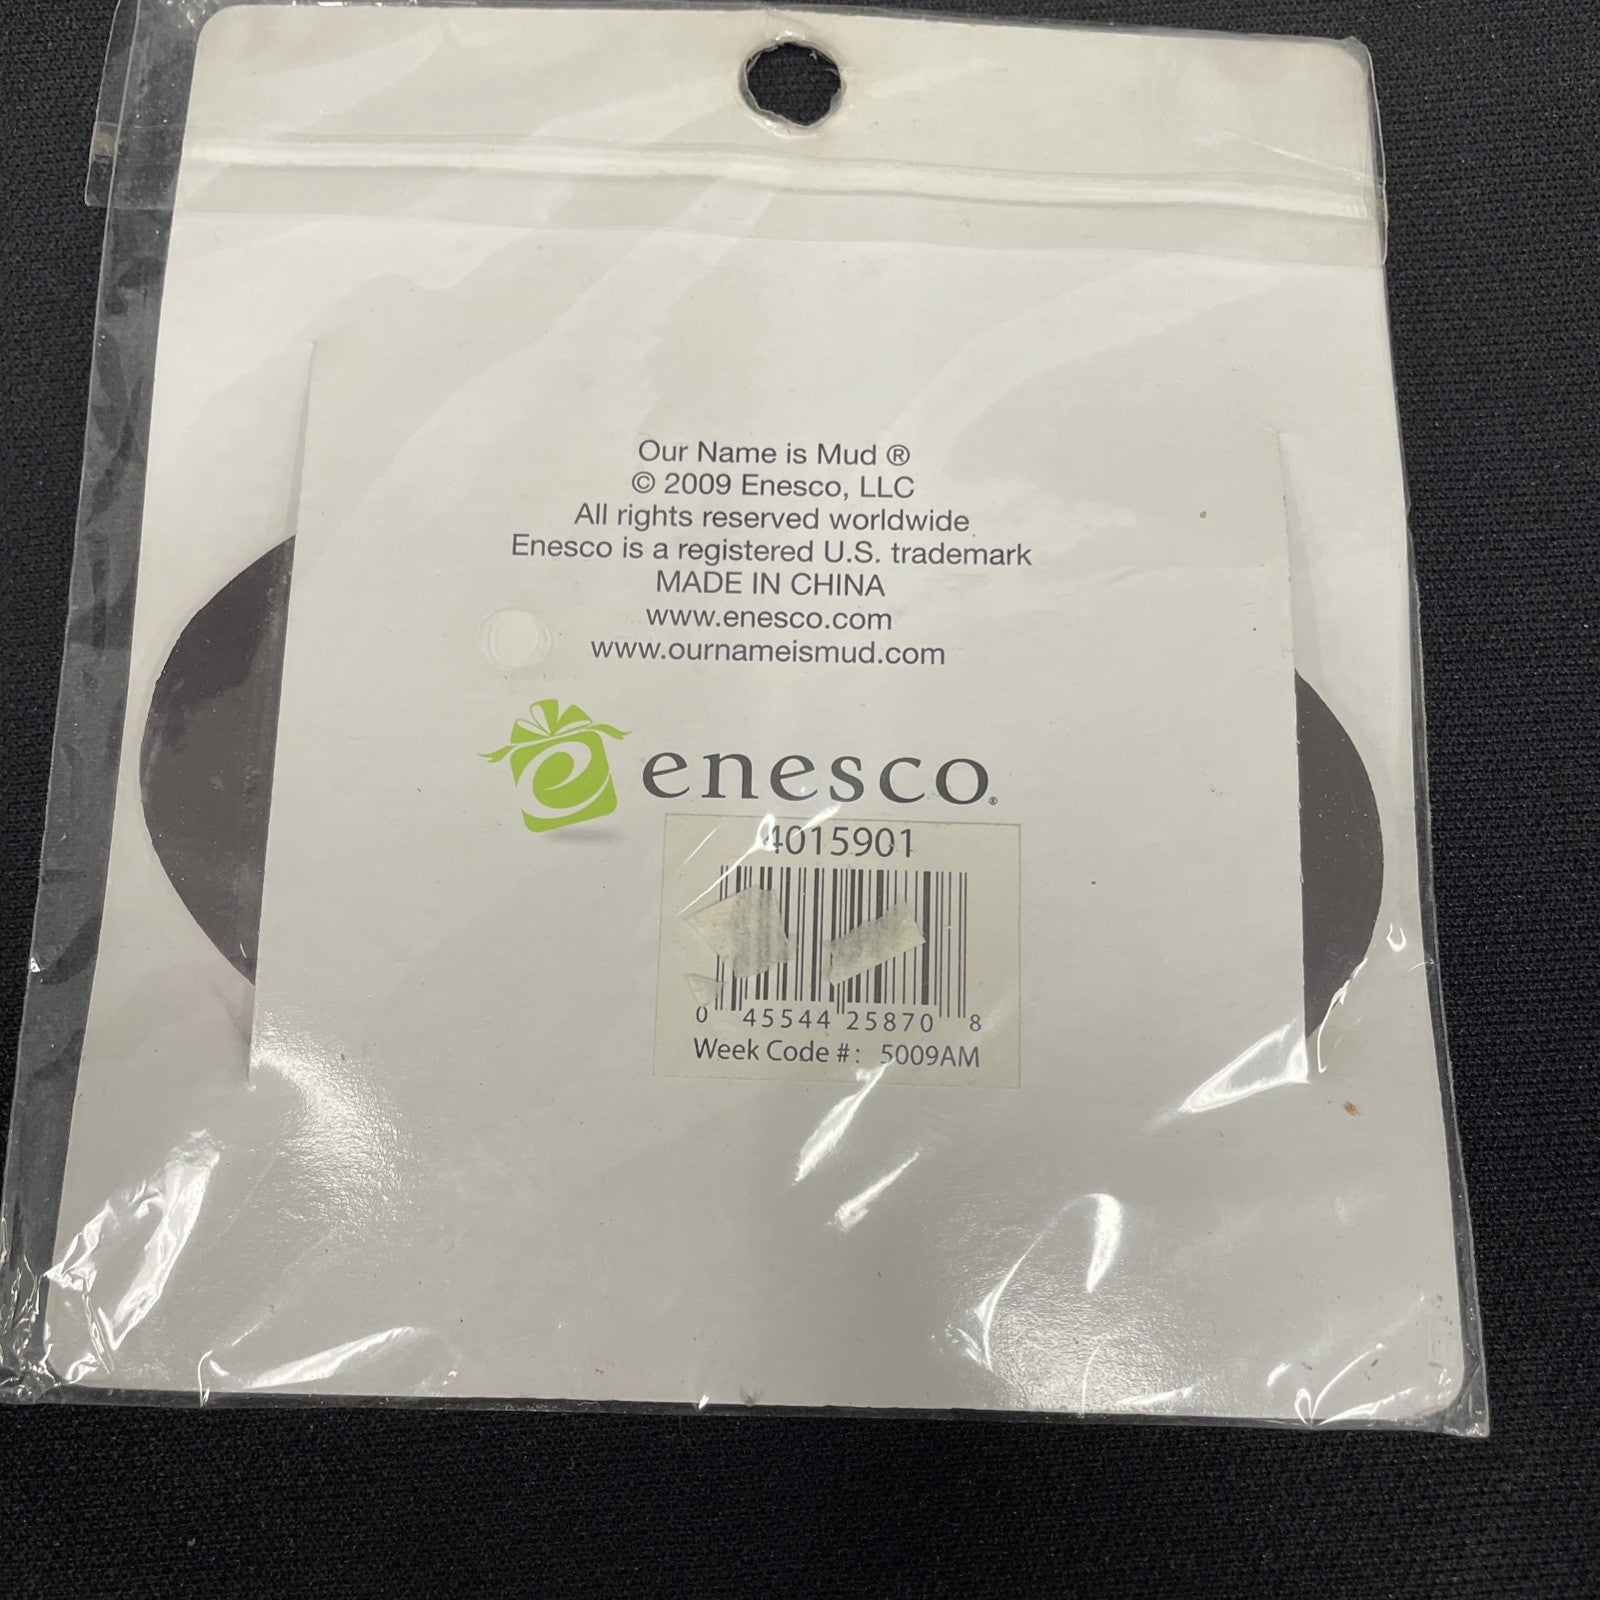 Our Name is Mud ®
© 2009 Enesco, LLC
All rights reserved worldwide
Enesco is a registered U.S. trademark
MADE IN CHINA
www.enesco.com
www.ournameismud.com
enesco®
4015901
0 45544 25870 8
Week Code #: 5009AM